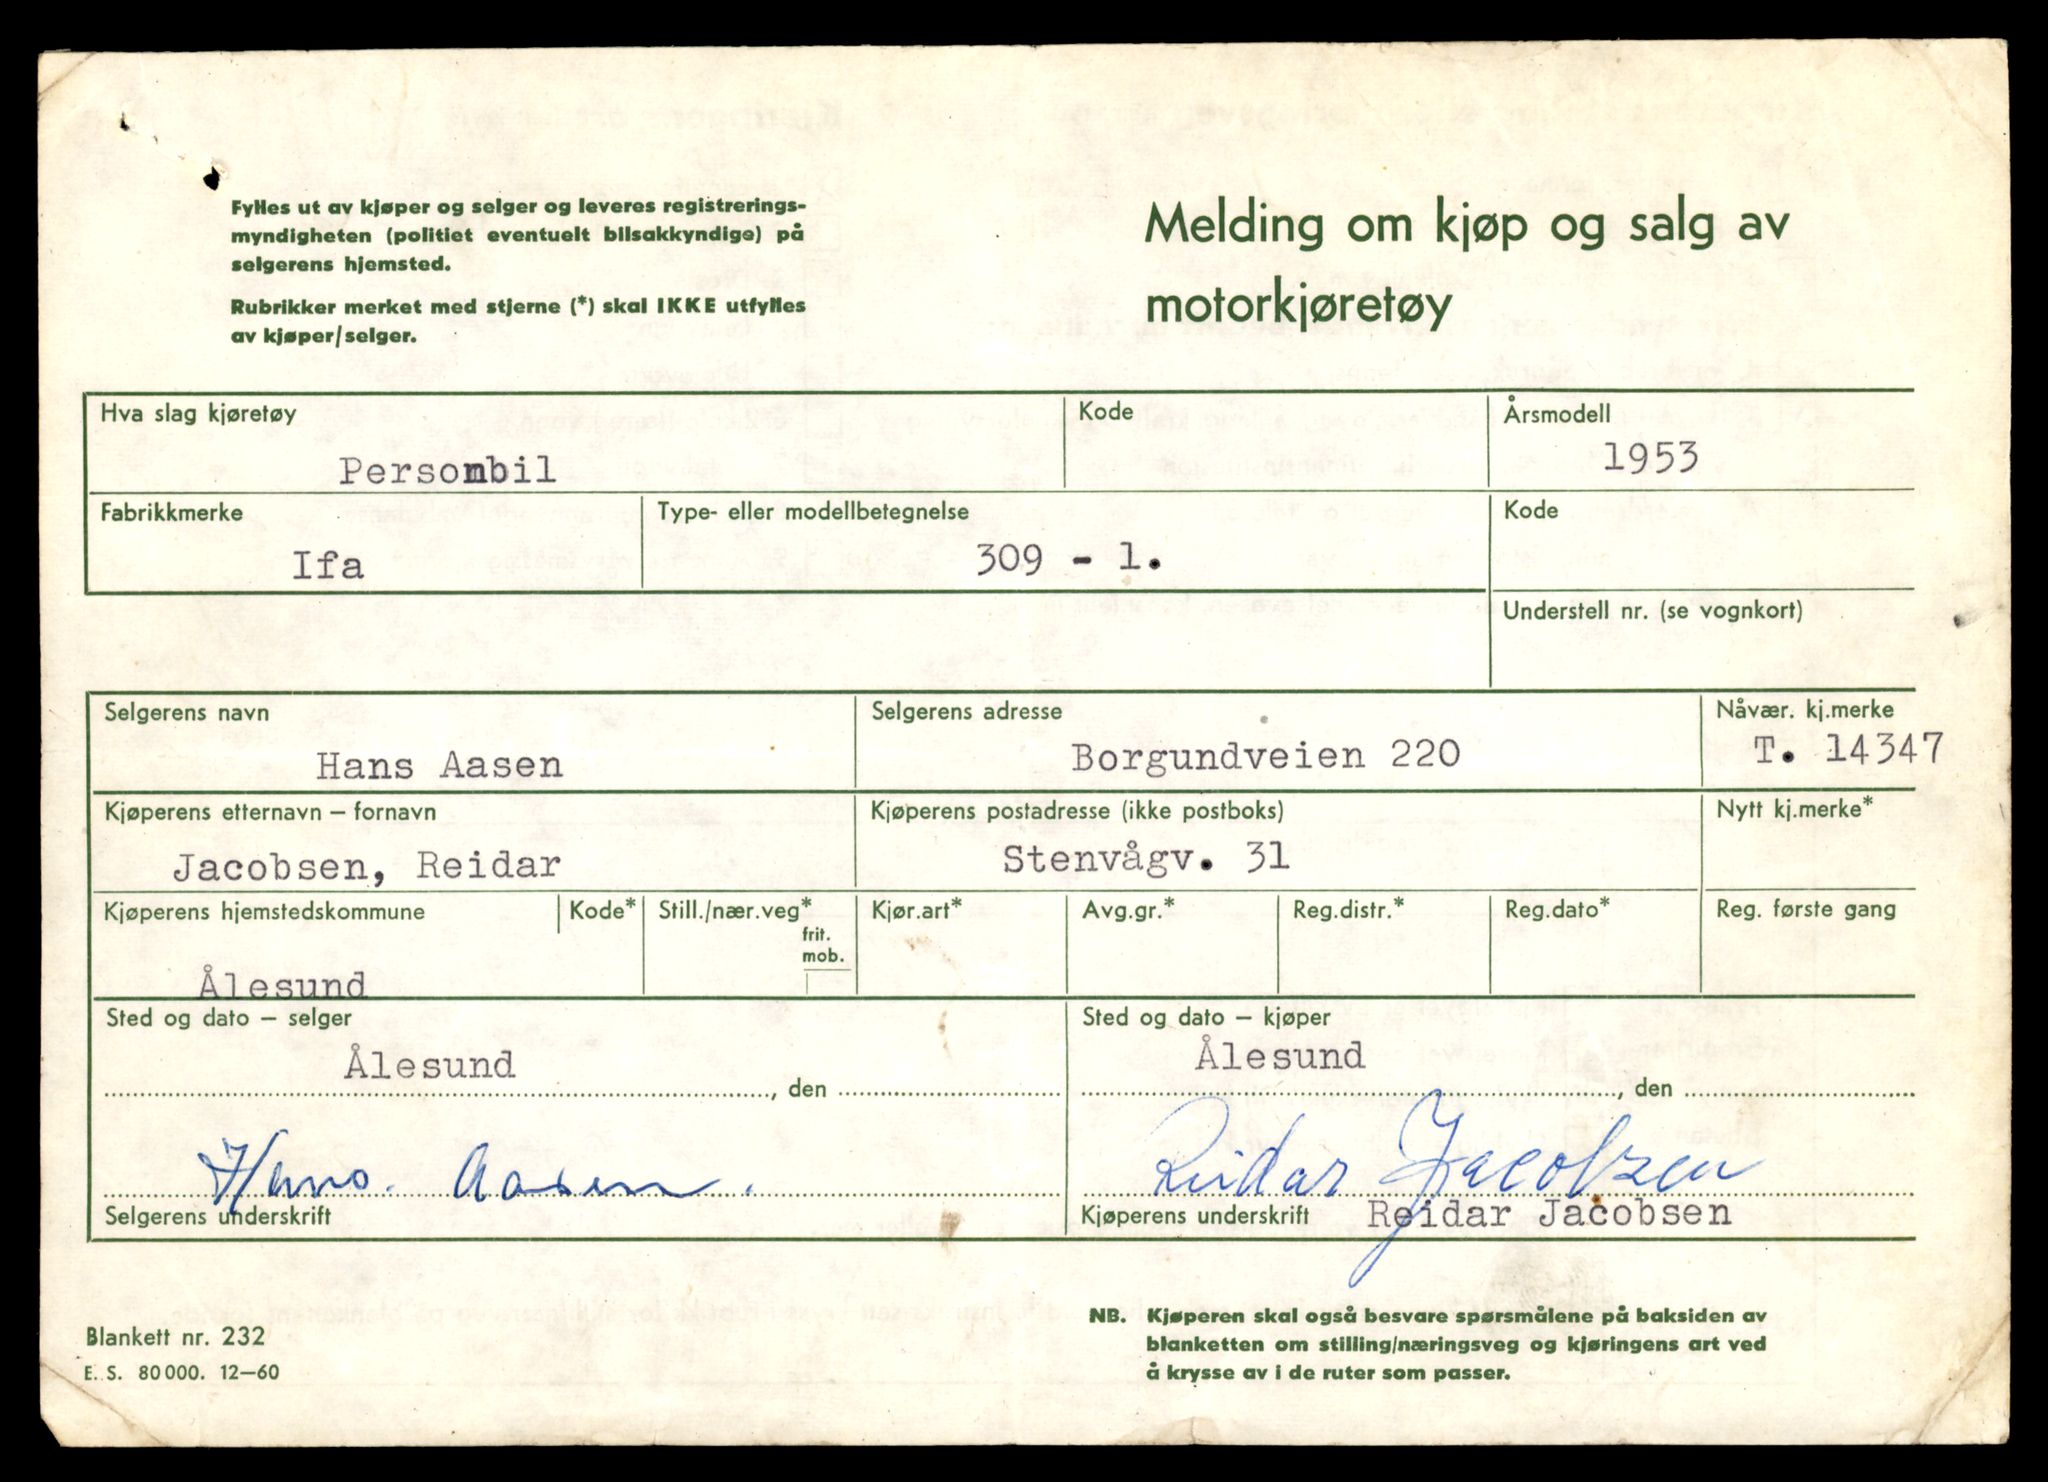 Fylles ut av kjøper og selger og leveres registrerings-
myndigheten (politiet eventuelt bilsakkyndige) på
selgerens hjemsted.
Rubrikker merket med stjerne (*) skal IKKE utfylles
av kjøper/selger.
Melding om kjøp og salg av
motorkjøretøy
Hva slag kjøretøy
Kode
Årsmodell
Personbil
1953
Fabrikkmerke
Type- eller modellbetegnelse
Kode
Ifa
309 - 1.
Understell nr. (se vognkort)
Selgerens navn
Selgerens adresse
Nåvær. kj.merke
Hans Aasen
Borgundveien 220
T. 14347
Kjøperens etternavn – fornavn
Kjøperens postadresse (ikke postboks)
Nytt kj.merke*
Jacobsen, Reidar
Stenvågv. 31
Kjøperens hjemstedskommune
Kode*
Still./nær.veg*
frit.
mob.
Kjør.art*
Avg.gr.*
Reg.distr.*
Reg.dato*
Reg. første gang
Ålesund
Sted og dato – selger
Sted og dato – kjøper
Ålesund, den
Ålesund, den
Hans. Aasen.
Reidar Jacobsen
Selgerens underskrift
Kjøperens underskrift Reidar Jacobsen
Blankett nr. 232
E. S. 80 000. 12–60
NB. Kjøperen skal også besvare spørsmålene på baksiden av
blanketten om stilling/næringsveg og kjøringens art ved
å krysse av i de ruter som passer.